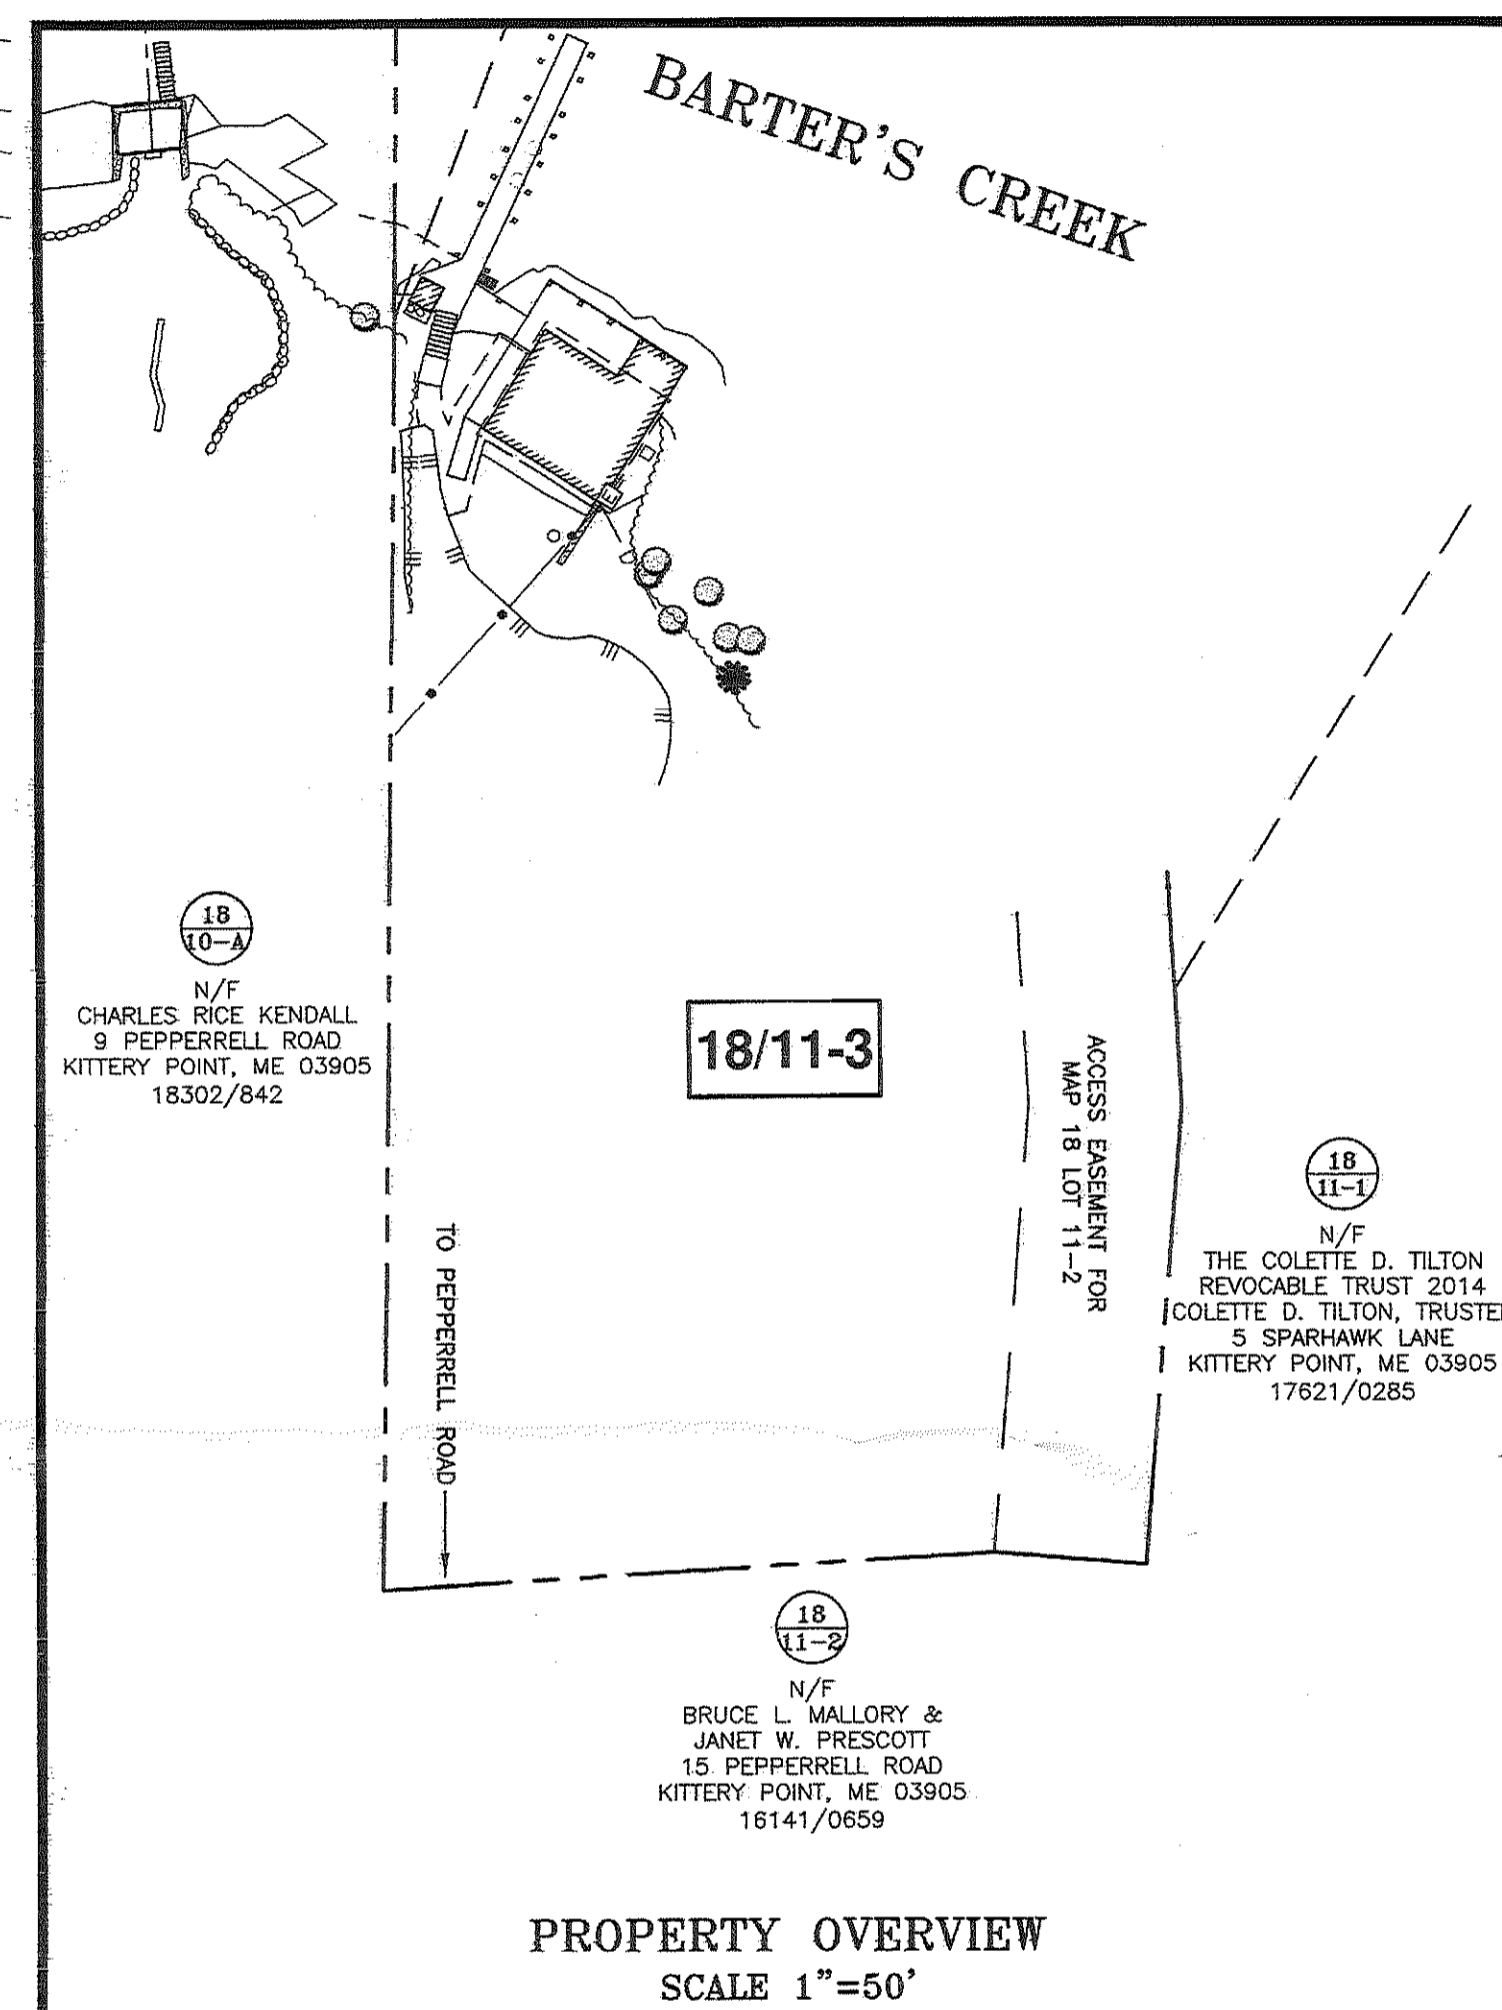 BARTER'S CREEK
E
18
10-A
N/F
CHARLES RICE KENDALL
9 PEPPERRELL ROAD
KITTERY POINT, ME 03905
18302/842
18/11-3
ACCESS EASEMENT FOR
MAP 18 LOT 11-2
18
11-1
N/F
THE COLETTE D. TILTON
REVOCABLE TRUST 2014
COLETTE D. TILTON, TRUSTEE
5 SPARHAWK LANE
KITTERY POINT, ME 03905
17621/0285
TO PEPPERRELL ROAD
18
11-2
N/F
BRUCE L. MALLORY &
JANET W. PRESCOTT
15 PEPPERRELL ROAD
KITTERY POINT, ME 03905
16141/0659
PROPERTY OVERVIEW
SCALE 1"=50'